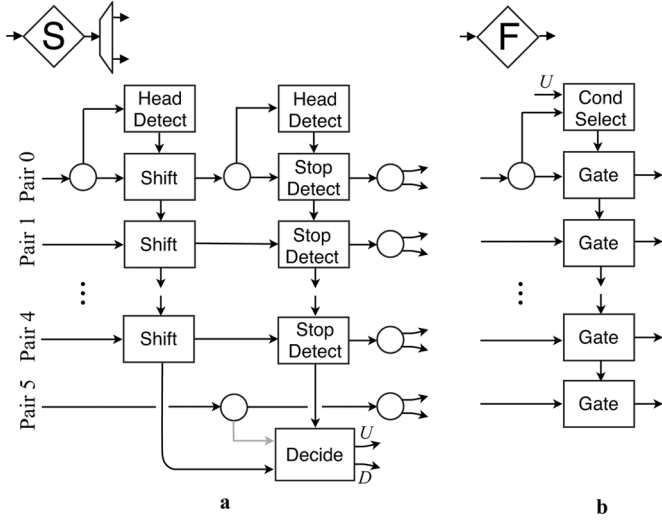 S
F
Head
Detect
Head
Detect
U
Cond
Select
Pair 0
Shift
Stop
Detect
Gate
Pair 1
Shift
Stop
Detect
Gate
...
...
Pair 4
Shift
Stop
Detect
Gate
Pair 5
Gate
Decide
U
D
a
b